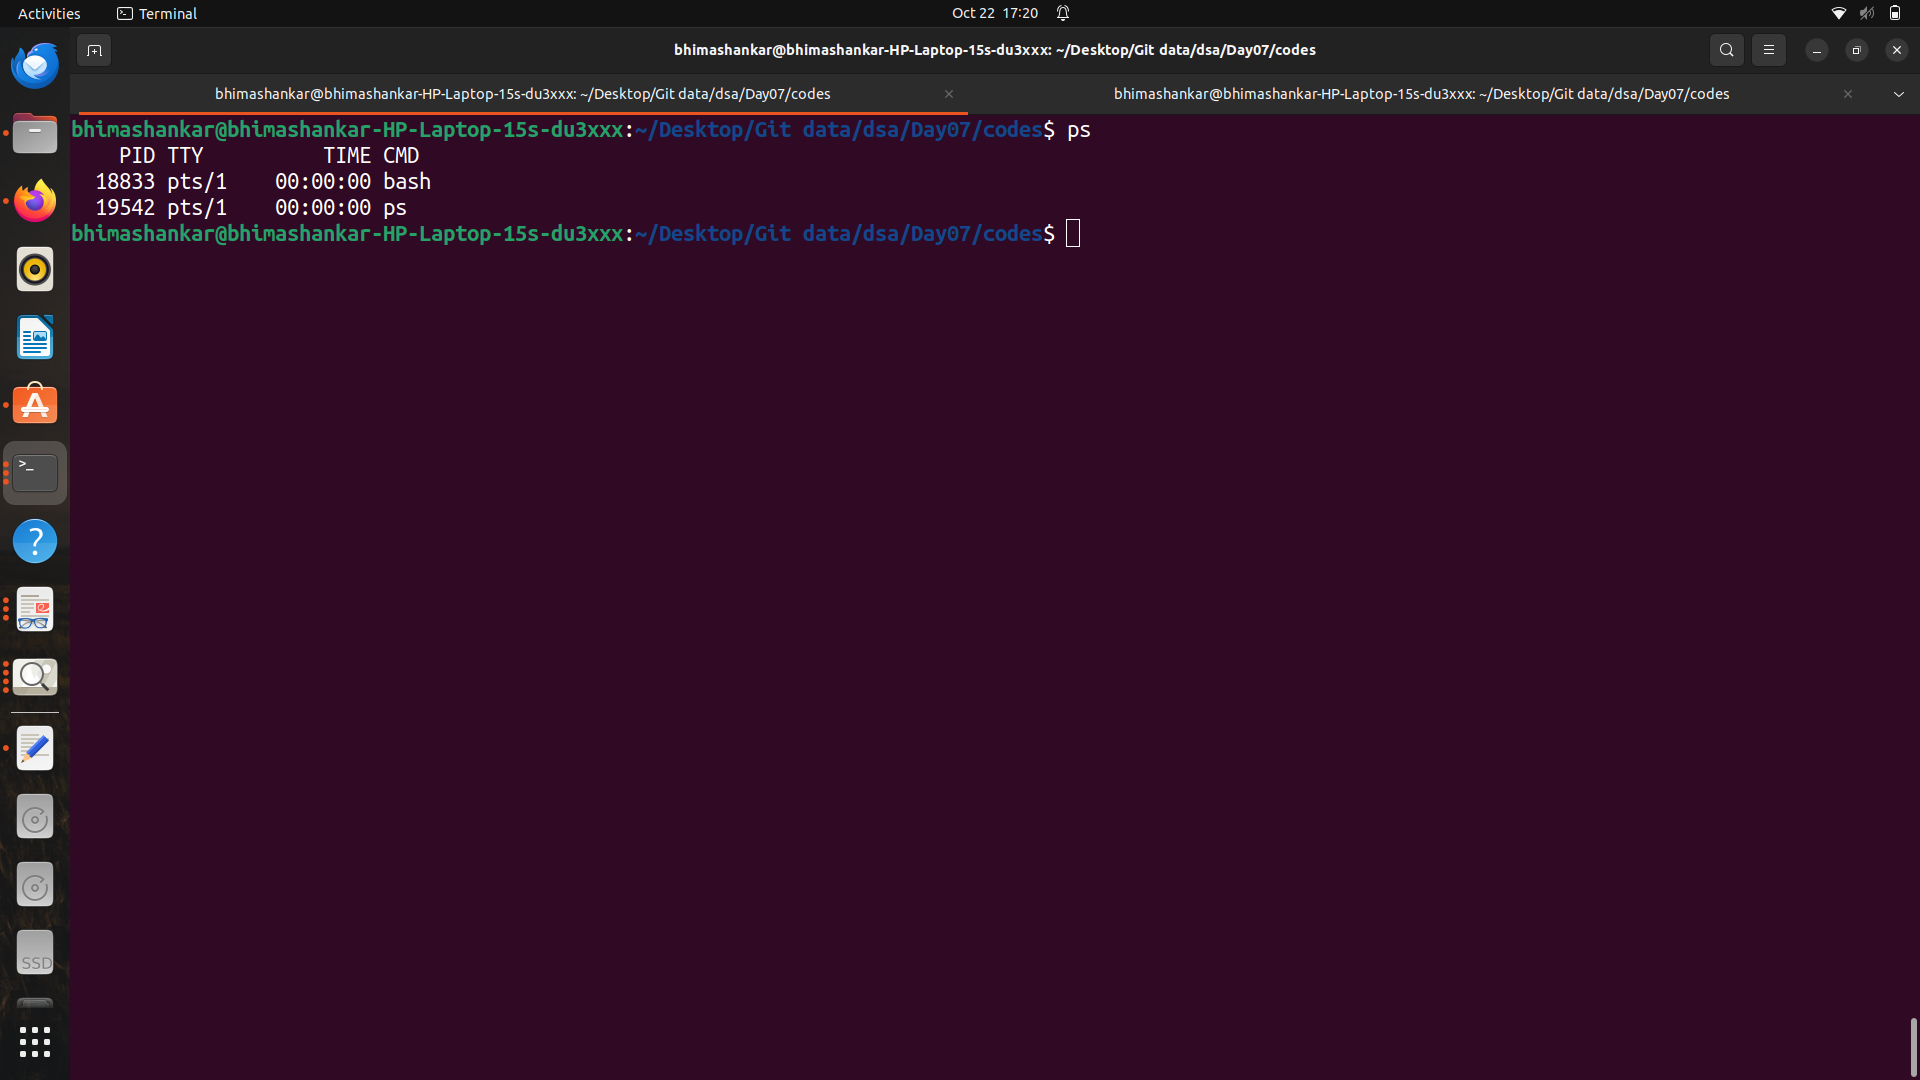 Activities
Terminal
Oct 22 17:20
bhimashankar@bhimashankar-HP-Laptop-15s-du3xxx: ~/Desktop/Git data/dsa/Day07/codes
bhimashankar@bhimashankar-HP-Laptop-15s-du3xxx: ~/Desktop/Git data/dsa/Day07/codes
bhimashankar@bhimashankar-HP-Laptop-15s-du3xxx: ~/Desktop/Git data/dsa/Day07/codes
bhimashankar@bhimashankar-HP-Laptop-15s-du3xxx:~/Desktop/Git data/dsa/Day07/codes$ ps
PID TTY          TIME CMD
18833 pts/1    00:00:00 bash
19542 pts/1    00:00:00 ps
bhimashankar@bhimashankar-HP-Laptop-15s-du3xxx:~/Desktop/Git data/dsa/Day07/codes$
>_
?
SSD